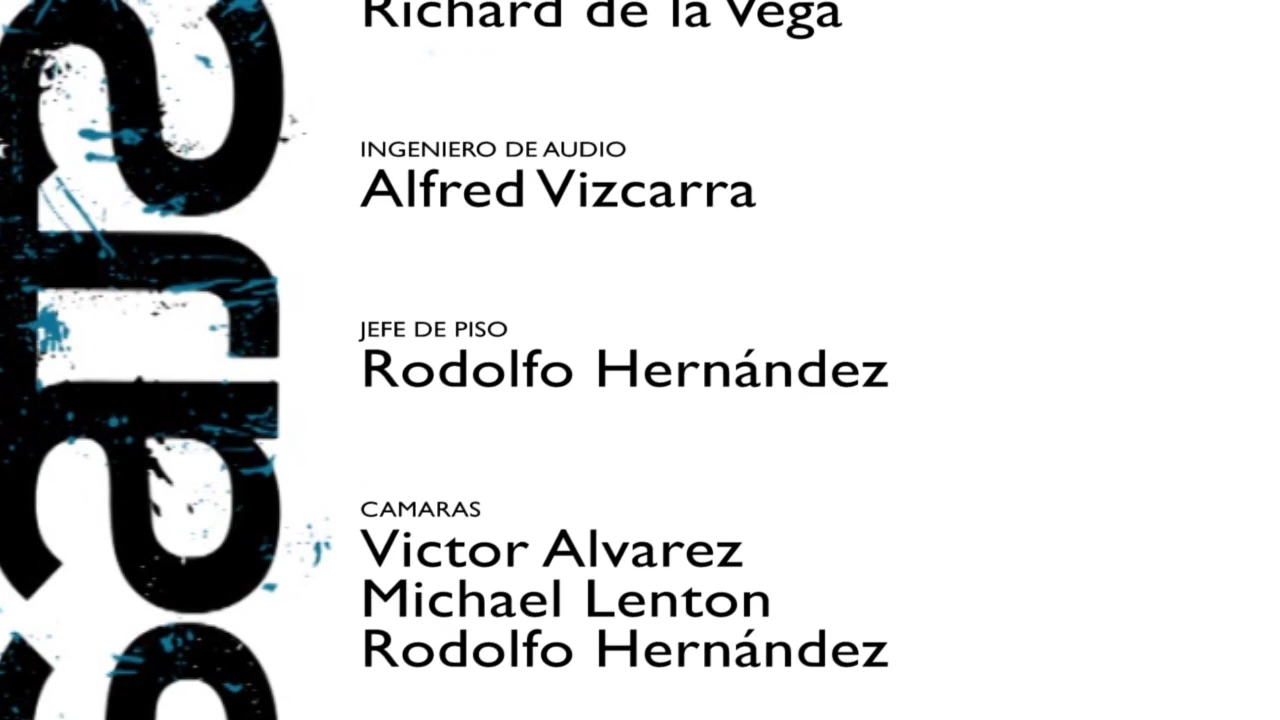 Richard de la Vega
INGENIERO DE AUDIO
Alfred Vizcarra
JEFE DE PISO
Rodolfo Hernández
CAMARAS
Victor Alvarez
Michael Lenton
Rodolfo Hernández